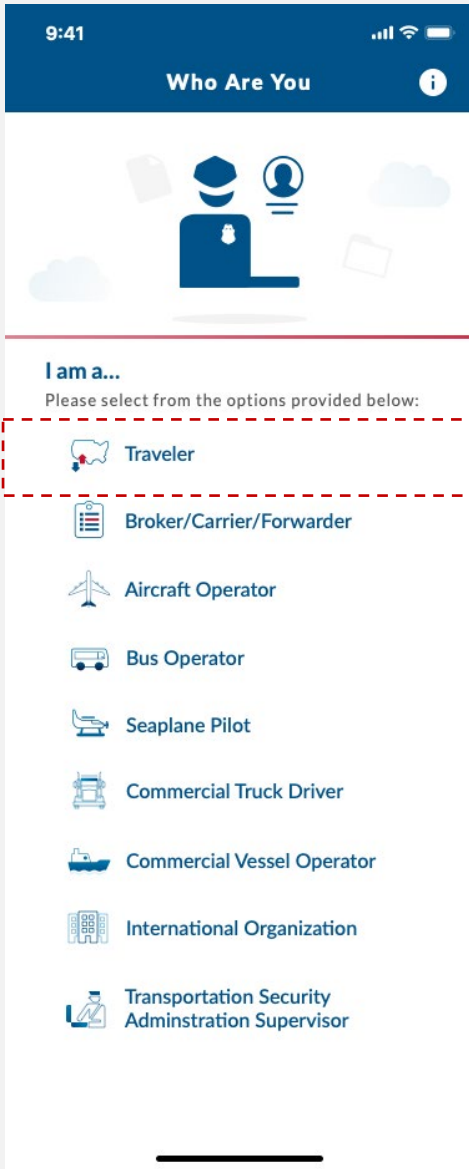 9:41
Who Are You
i
I am a...
Please select from the options provided below:
Traveler
Broker/Carrier/Forwarder
Aircraft Operator
Bus Operator
Seaplane Pilot
Commercial Truck Driver
Commercial Vessel Operator
International Organization
Transportation Security
Adminstration Supervisor